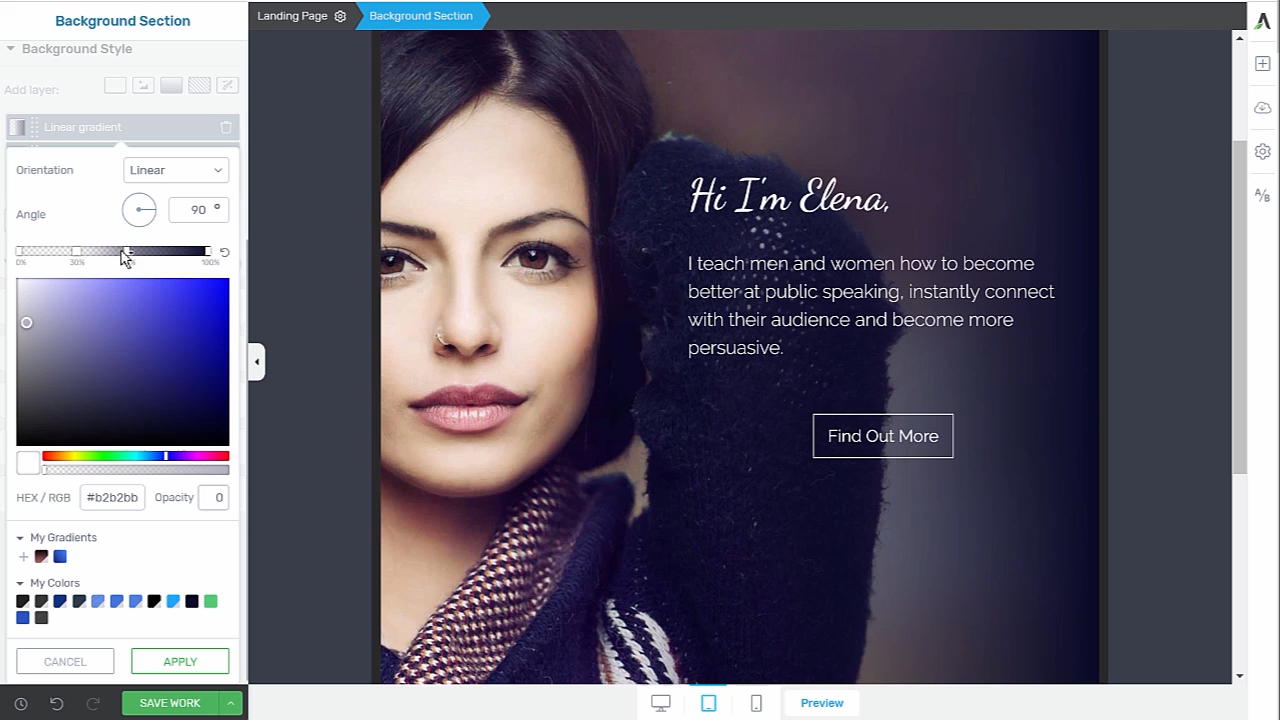 Background Section
Landing Page
Background Section
Background Style
Add layer:
Linear gradient
Orientation
Linear
Angle
90 °
0%
30%
100%
HEX / RGB
#b2b2bb
Opacity
0
My Gradients
My Colors
CANCEL
APPLY
SAVE WORK
Hi I'm Elena,
I teach men and women how to become
better at public speaking, instantly connect
with their audience and become more
persuasive.
Find Out More
Preview
A/B